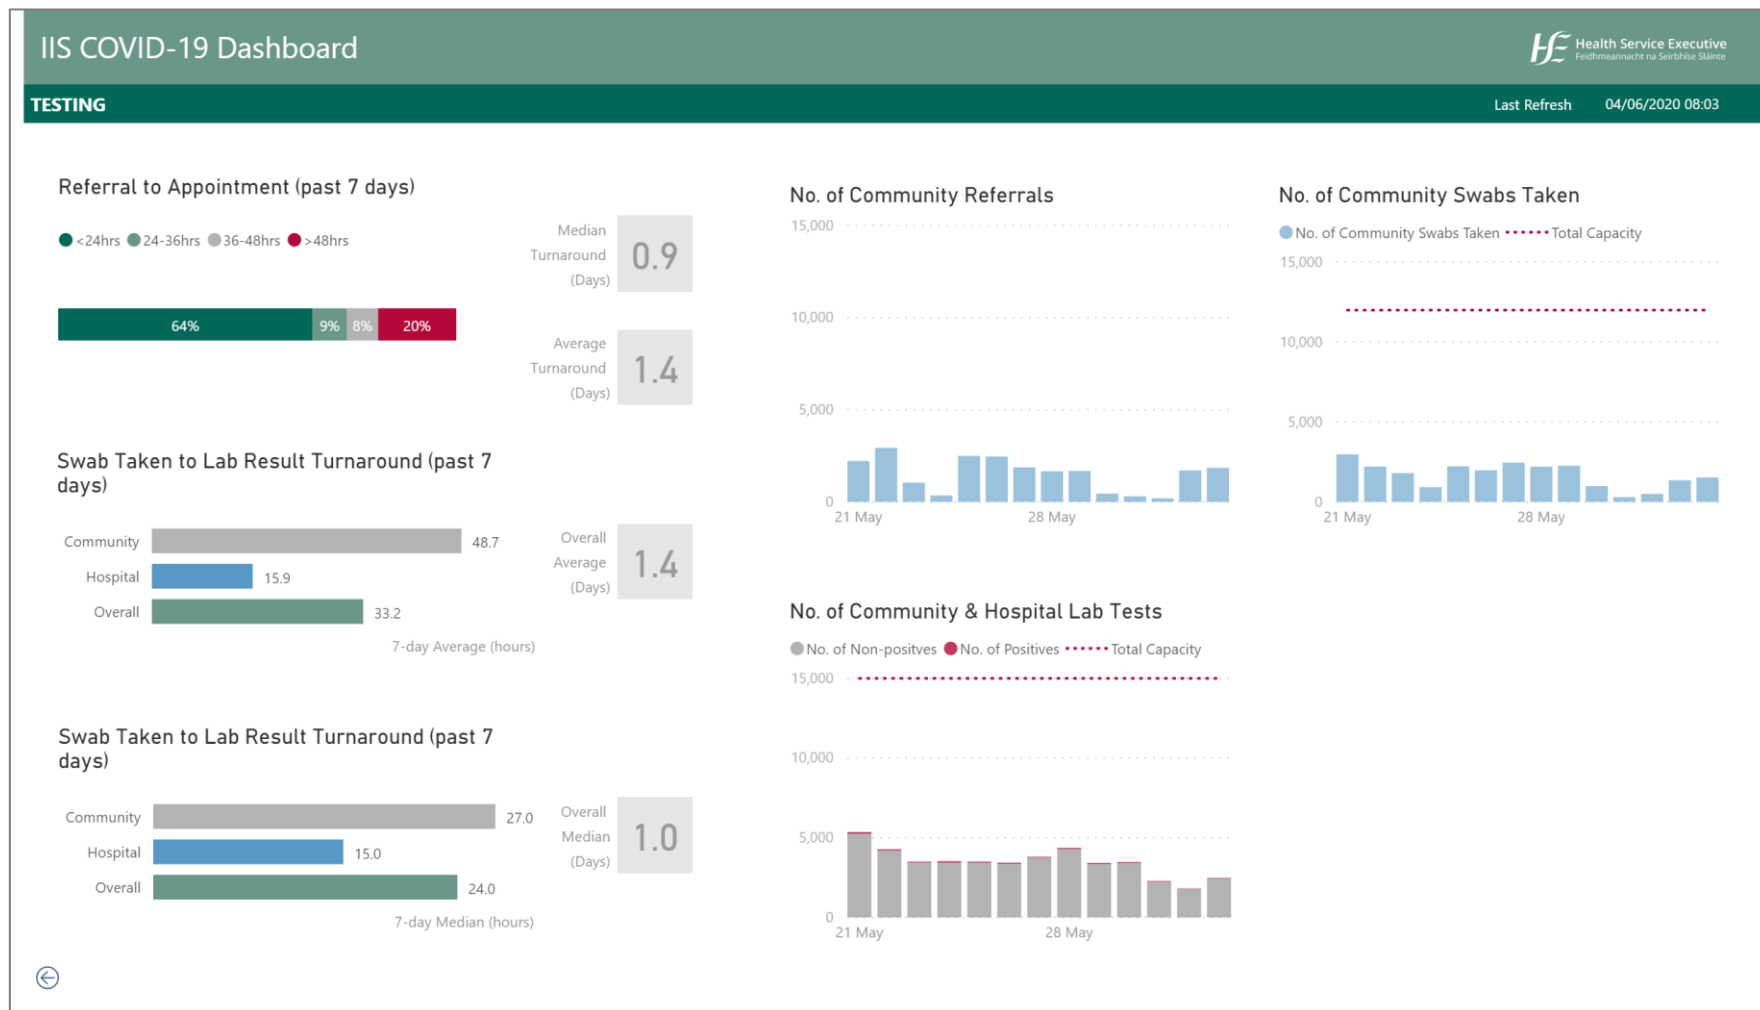 IIS COVID-19 Dashboard
Health Service Executive
Feidhmeannacht na Seirbhíse Sláinte
TESTING
Last Refresh 04/06/2020 08:03
Referral to Appointment (past 7 days)
<24hrs 24-36hrs 36-48hrs >48hrs
64% 9% 8% 20%
Median
Turnaround
(Days)
0.9
Average
Turnaround
(Days)
1.4
Swab Taken to Lab Result Turnaround (past 7
days)
Community 48.7
Hospital 15.9
Overall 33.2
7-day Average (hours)
Overall
Average
(Days)
1.4
Swab Taken to Lab Result Turnaround (past 7
days)
Community 27.0
Hospital 15.0
Overall 24.0
7-day Median (hours)
Overall
Median
(Days)
1.0
No. of Community Referrals
15,000
10,000
5,000
0
21 May 28 May
No. of Community Swabs Taken
No. of Community Swabs Taken Total Capacity
15,000
10,000
5,000
0
21 May 28 May
No. of Community & Hospital Lab Tests
No. of Non-positves No. of Positives Total Capacity
15,000
10,000
5,000
0
21 May 28 May